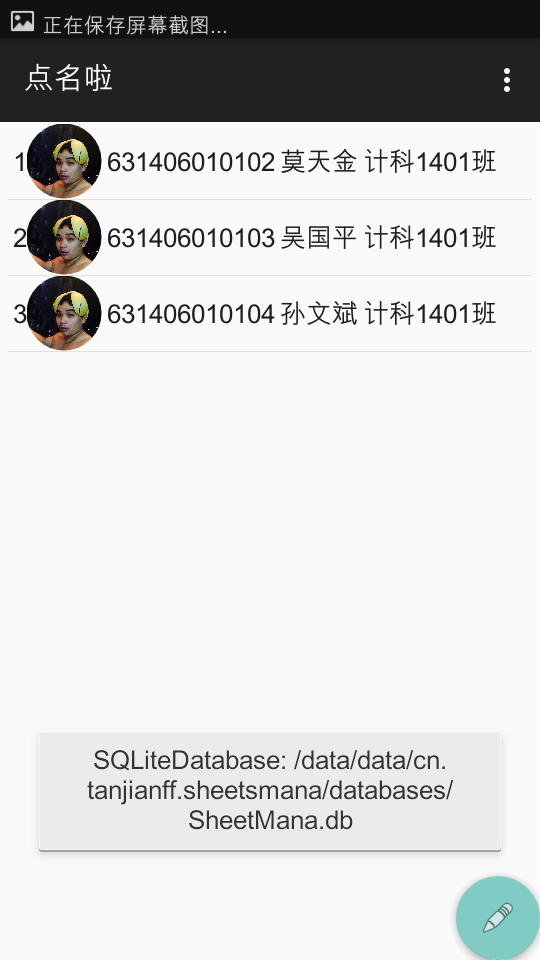 正在保存屏幕截图...
点名啦
1 631406010102 莫天金 计科1401班
2 631406010103 吴国平 计科1401班
3 631406010104 孙文斌 计科1401班
SQLiteDatabase: /data/data/cn.
tanjianff.sheetsmana/databases/
SheetMana.db